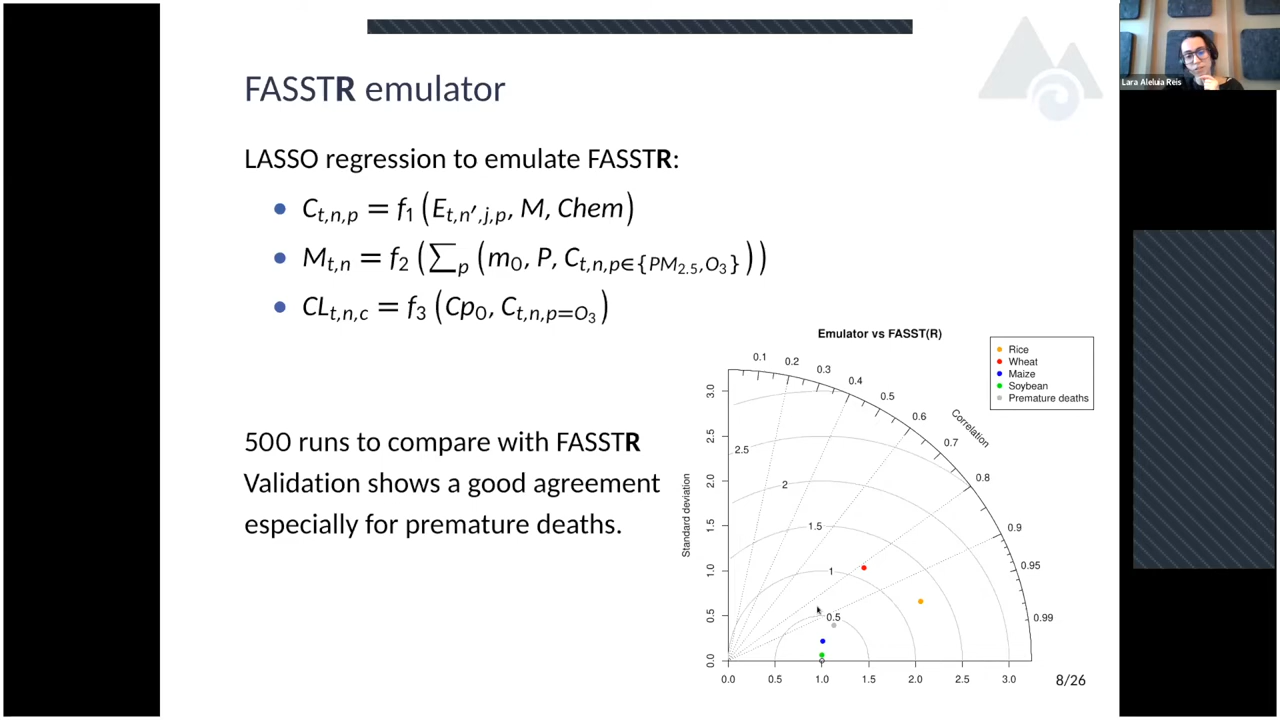 FASSTR emulator
Lara Aleluia Reis
LASSO regression to emulate FASSTR:
• C_{t,n,p} = f_1 (E_{t,n′,j,p}, M, Chem)
• M_{t,n} = f_2 (∑_p (m_0, P, C_{t,n,p∈{PM_{2.5},O_3}}))
• CL_{t,n,c} = f_3 (Cp_0, C_{t,n,p=O_3})
500 runs to compare with FASSTR
Validation shows a good agreement
especially for premature deaths.
Emulator vs FASST(R)
Rice
Wheat
Maize
Soybean
Premature deaths
0.1 0.2 0.3 0.4 0.5 0.6 0.7 0.8 0.9 0.95 0.99
Correlation
Standard deviation
3.0
2.5
2.0
1.5
1.0
0.5
0.0
2.5
2
1.5
1
0.5
0.0 0.5 1.0 1.5 2.0 2.5 3.0
8/26